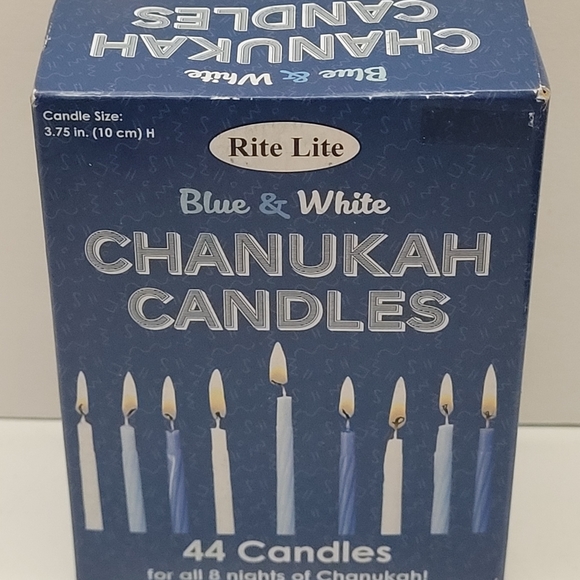 CANDLES
CHANUKAH
Blue & White
Candle Size:
3.75 in. (10 cm) H
Rite Lite
Blue & White
CHANUKAH
CANDLES
44 Candles
for all 8 nights of Chanukah!